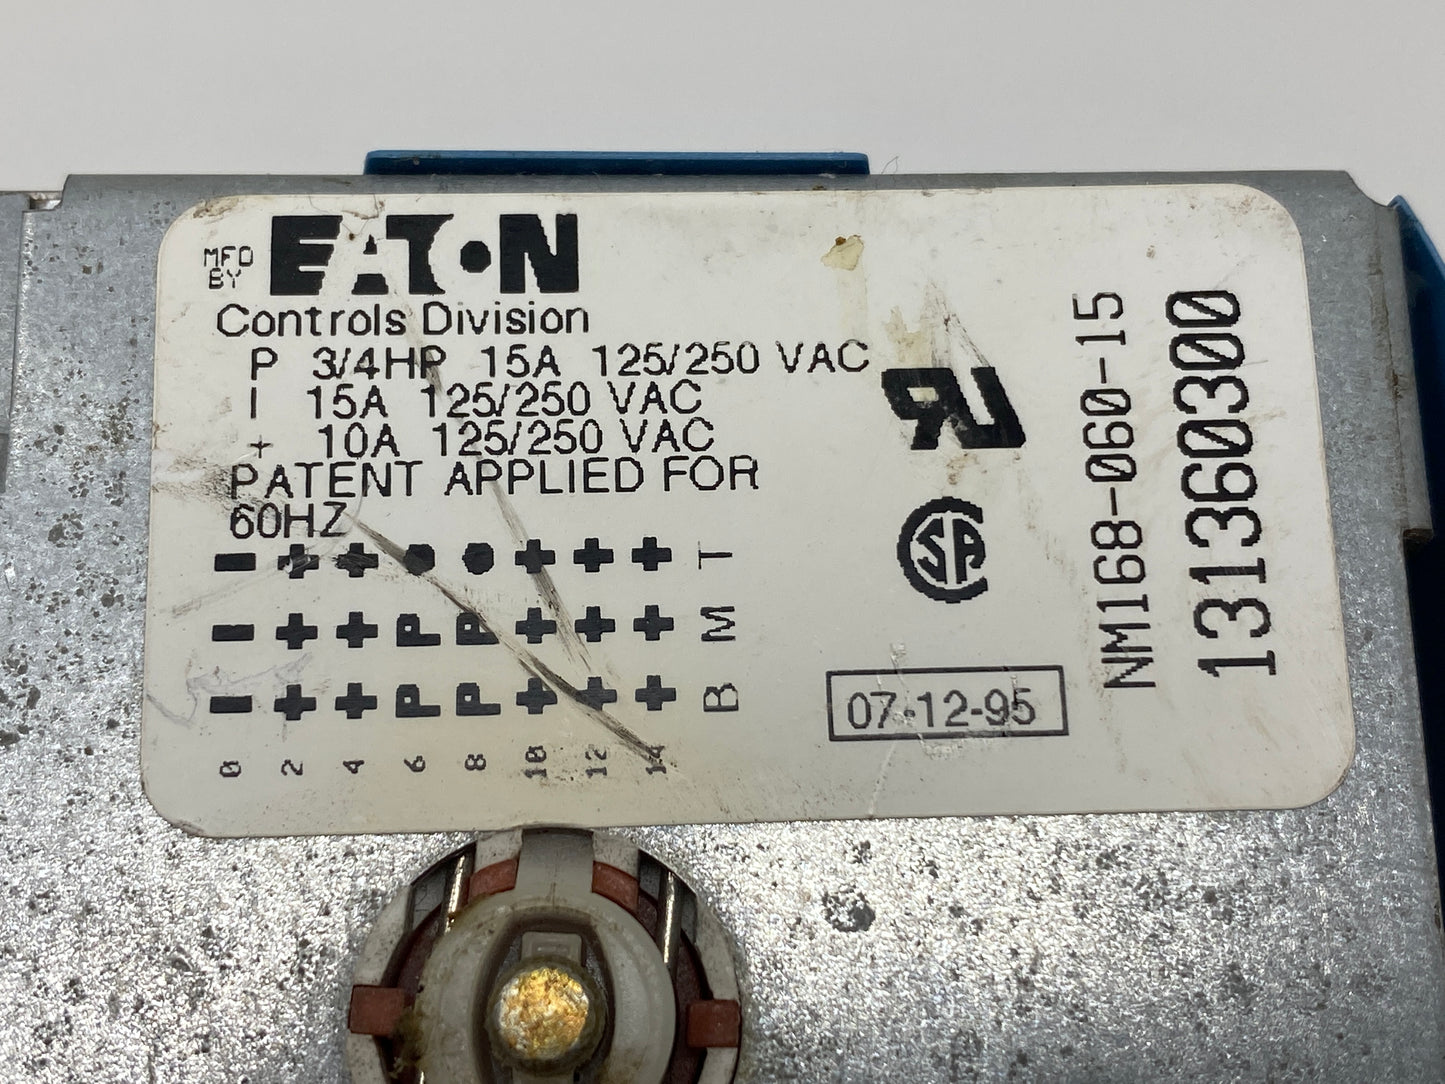 MFD
BY
EATON
Controls Division
P 3/4HP 15A 125/250 VAC
I 15A 125/250 VAC
+ 10A 125/250 VAC
PATENT APPLIED FOR
60HZ
- + + ● ● + + + T
- + + P P + + + M
- + + P P + + + B
0 2 4 6 8 10 12 14
07-12-95
NM168-060-15
131360300